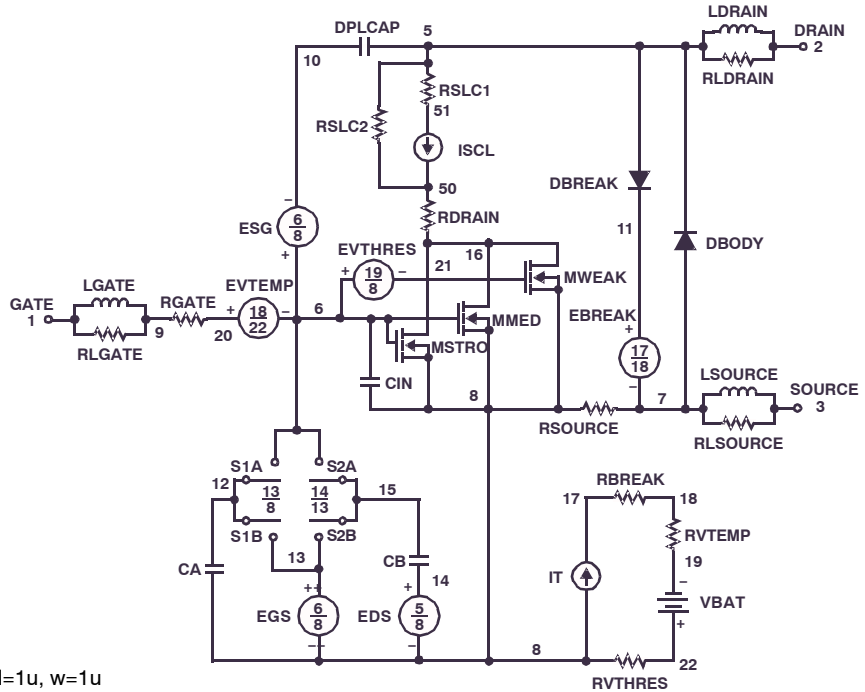 LDRAIN
DPLCAP 5 DRAIN
10 2
RLDRAIN
RSLC1
51
RSLC2
ISCL
50
DBREAK
RDRAIN
11
DBODY
ESG 6/8
- +
EVTHRES
16
21
+ 19/8 -
MWEAK
LGATE EVTEMP
GATE RGATE
1
+ 18/22 - 6
MMED
EBREAK
+
9 20
MSTRO
17/18
-
RLGATE
CIN
LSOURCE
SOURCE
8 7 3
RSOURCE
RLSOURCE
S1A S2A
12 13/8 14/13 15
S1B S2B
13
CA CB
+ 14
++
EGS 6/8 EDS 5/8
-- -
RBREAK
17 18
RVTEMP
19
IT
-
VBAT
+
8
22
RVTHRES
l=1u, w=1u